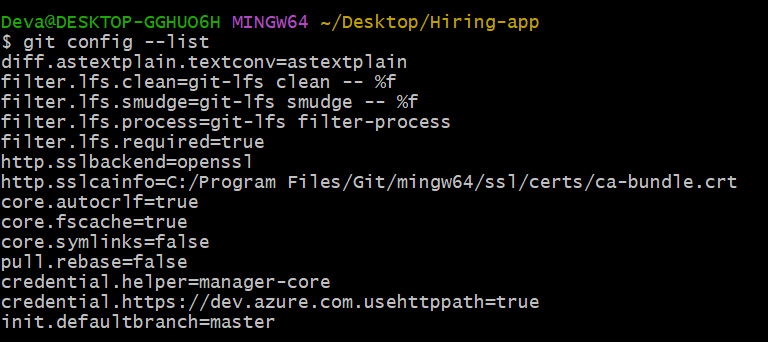 Deva@DESKTOP-GGHUO6H MINGW64 ~/Desktop/Hiring-app
$ git config --list
diff.astextplain.textconv=astextplain
filter.lfs.clean=git-lfs clean -- %f
filter.lfs.smudge=git-lfs smudge -- %f
filter.lfs.process=git-lfs filter-process
filter.lfs.required=true
http.sslbackend=openssl
http.sslcainfo=C:/Program Files/Git/mingw64/ssl/certs/ca-bundle.crt
core.autocrlf=true
core.fscache=true
core.symlinks=false
pull.rebase=false
credential.helper=manager-core
credential.https://dev.azure.com.usehttppath=true
init.defaultbranch=master